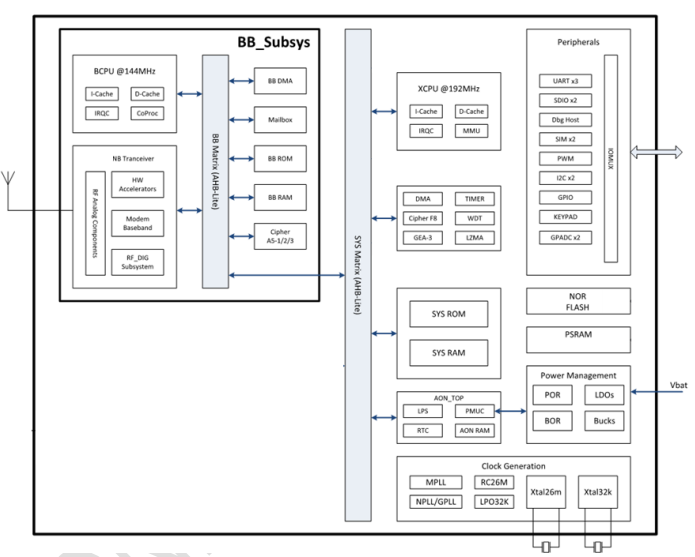 BB_Subsys
BCPU @144MHz
I-Cache
D-Cache
IRQC
CoProc
NB Tranceiver
RF Analog Components
HW
Accelerators
Modem
Baseband
RF_DIG
Subsystem
BB Matrix (AHB-Lite)
BB DMA
Mailbox
BB ROM
BB RAM
Cipher
A5-1/2/3
SYS Matrix (AHB-Lite)
XCPU @192MHz
I-Cache
D-Cache
IRQC
MMU
DMA
TIMER
Cipher F8
WDT
GEA-3
LZMA
SYS ROM
SYS RAM
AON_TOP
LPS
PMUC
RTC
AON RAM
Peripherals
UART x3
SDIO x2
Dbg Host
SIM x2
PWM
I2C x2
GPIO
KEYPAD
GPADC x2
IOMUX
NOR
FLASH
PSRAM
Power Management
POR
LDOs
BOR
Bucks
Vbat
Clock Generation
MPLL
RC26M
NPLL/GPLL
LPO32K
Xtal26m
Xtal32k